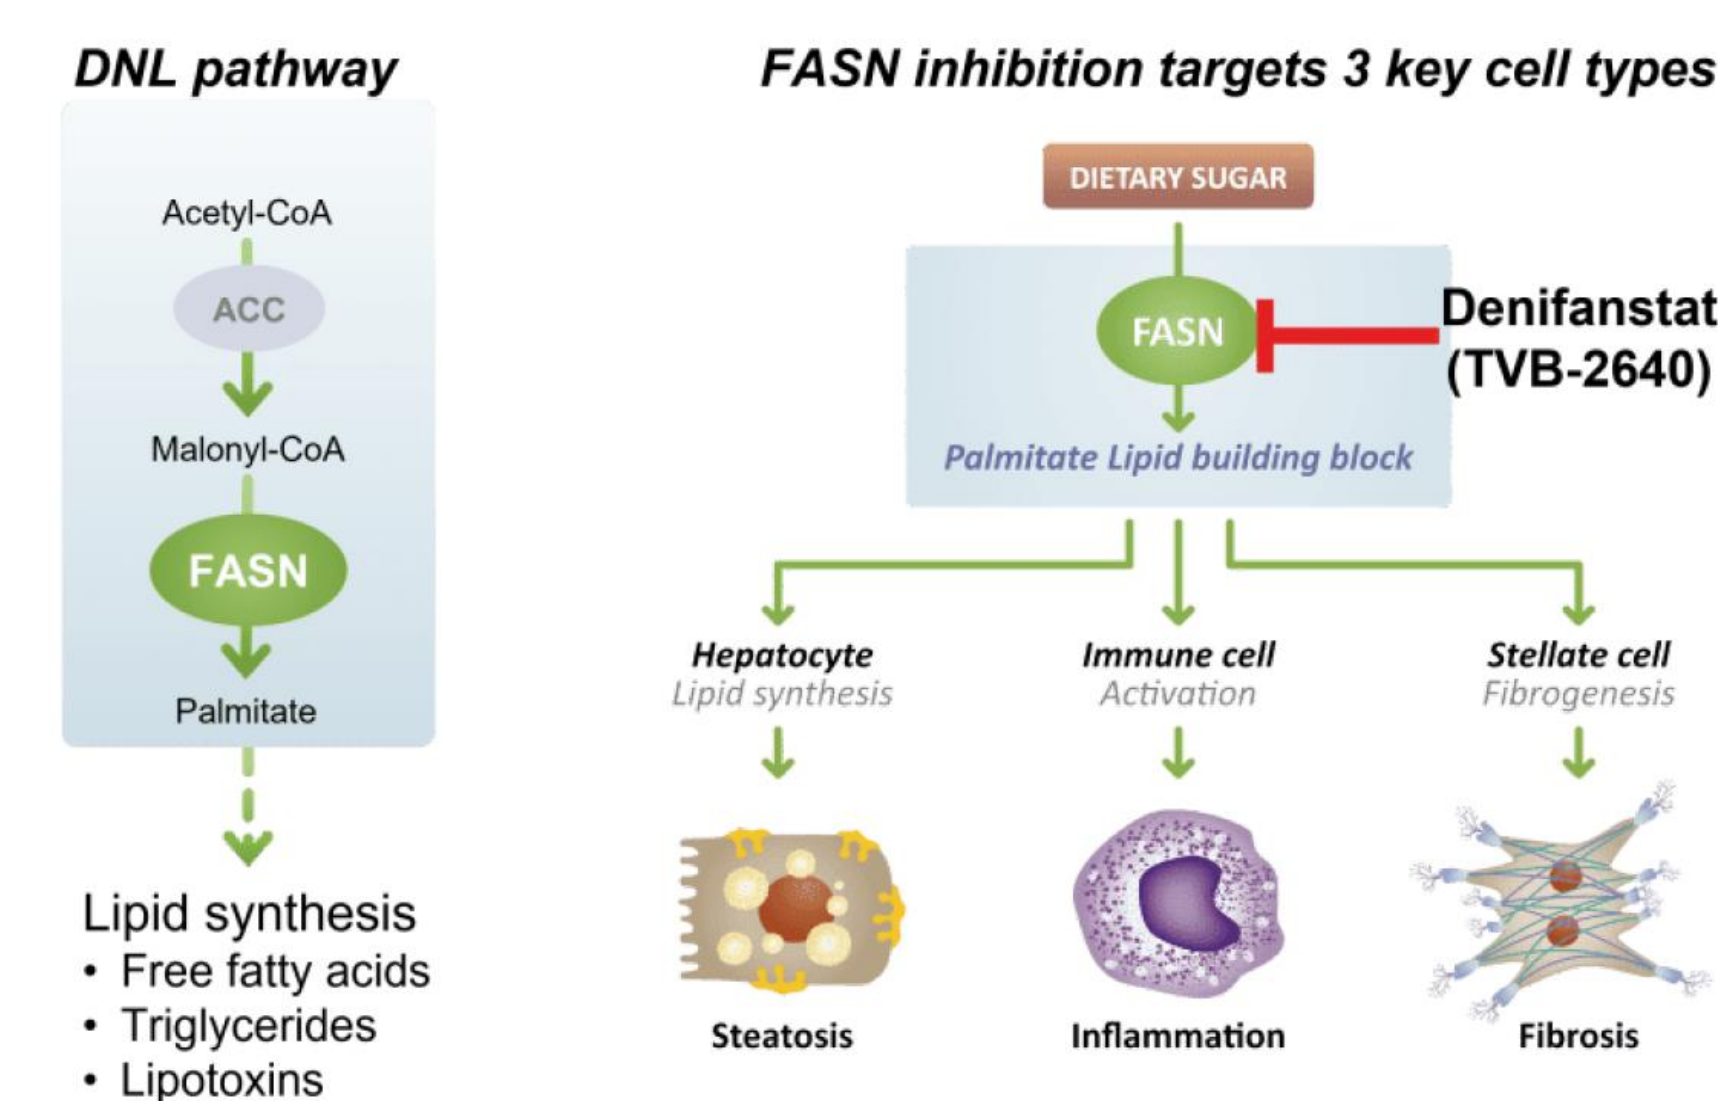 DNL pathway
Acetyl-CoA
ACC
Malonyl-CoA
FASN
Palmitate
Lipid synthesis
• Free fatty acids
• Triglycerides
• Lipotoxins
FASN inhibition targets 3 key cell types
DIETARY SUGAR
FASN
Denifanstat
(TVB-2640)
Palmitate Lipid building block
Hepatocyte
Lipid synthesis
Steatosis
Immune cell
Activation
Inflammation
Stellate cell
Fibrogenesis
Fibrosis